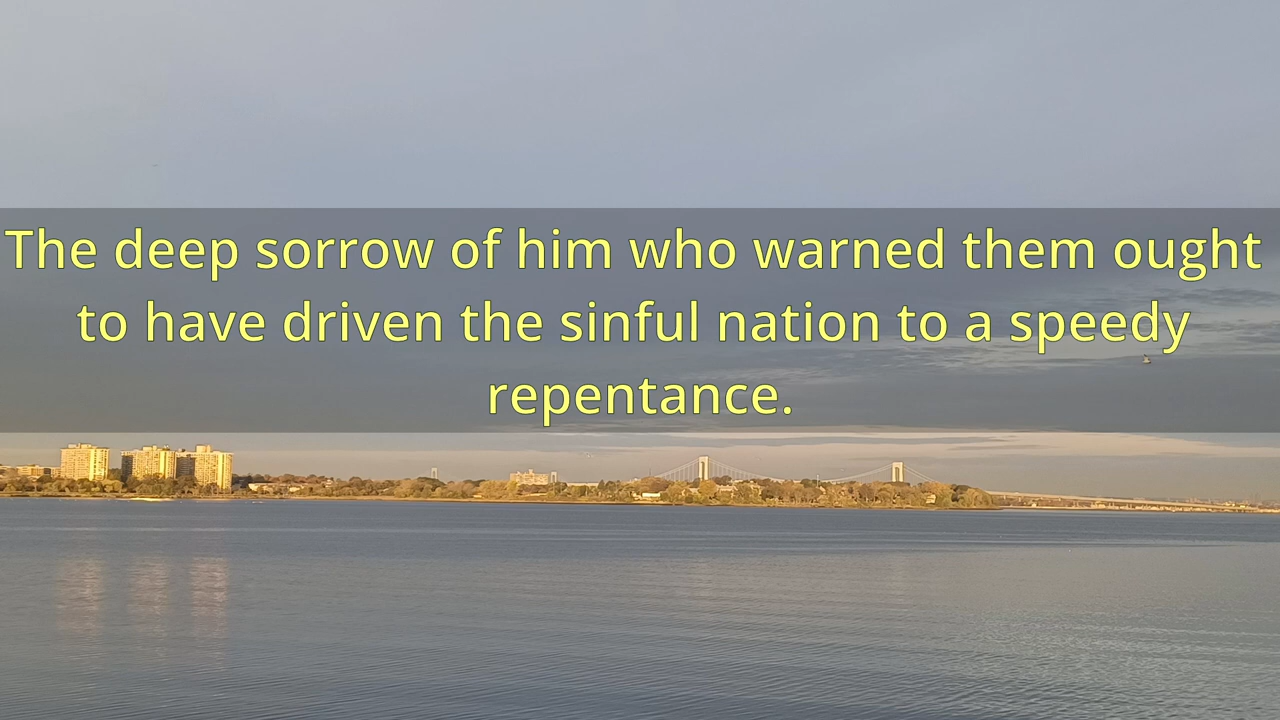 The deep sorrow of him who warned them ought
to have driven the sinful nation to a speedy
repentance.